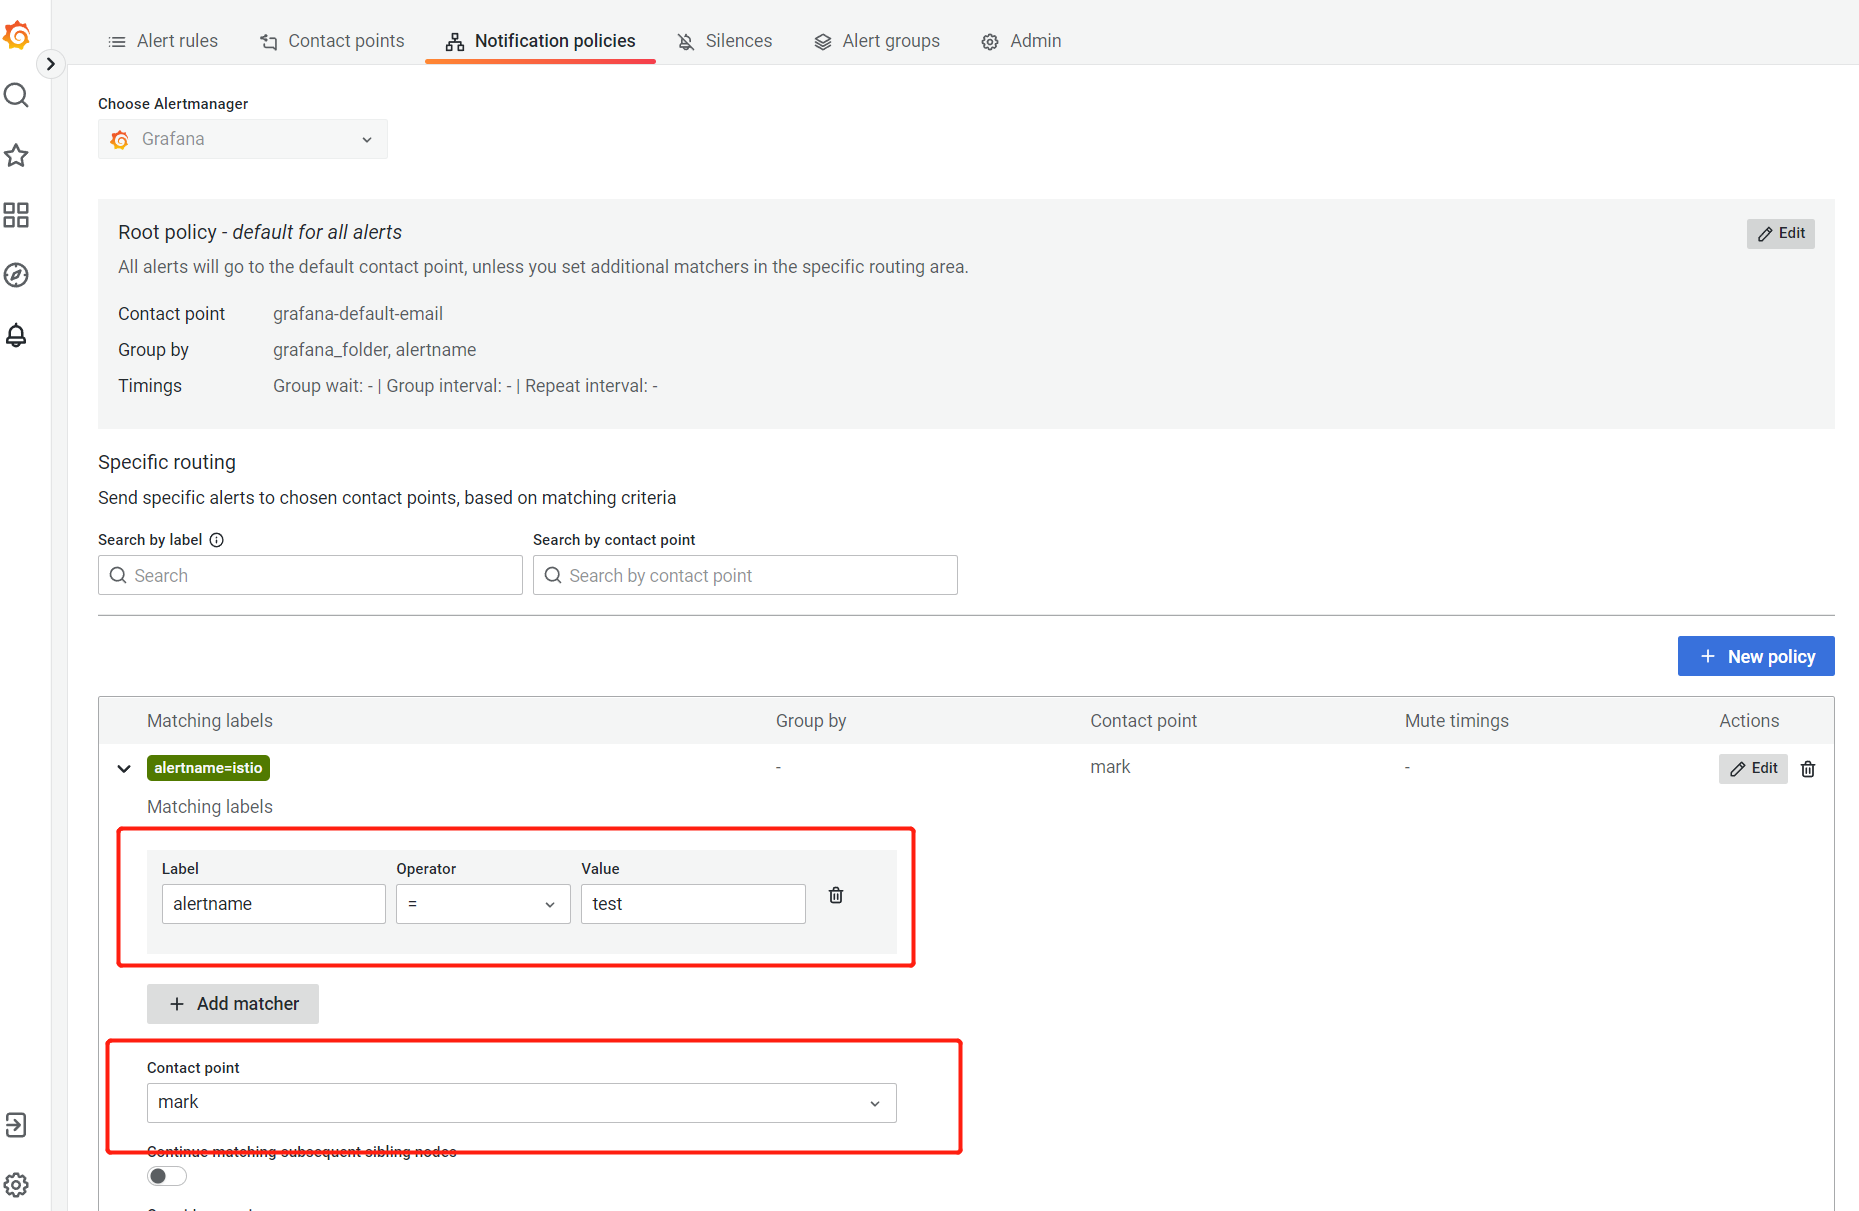 Alert rules Contact points Notification policies Silences Alert groups Admin
Choose Alertmanager
Grafana
Root policy - default for all alerts
Edit
All alerts will go to the default contact point, unless you set additional matchers in the specific routing area.
Contact point grafana-default-email
Group by grafana_folder, alertname
Timings Group wait: - | Group interval: - | Repeat interval: -
Specific routing
Send specific alerts to chosen contact points, based on matching criteria
Search by label Search by contact point
Search Search by contact point
New policy
Matching labels Group by Contact point Mute timings Actions
alertname=istio - mark - Edit
Matching labels
Label Operator Value
alertname = test
Add matcher
Contact point
mark
Continue matching subsequent sibling nodes